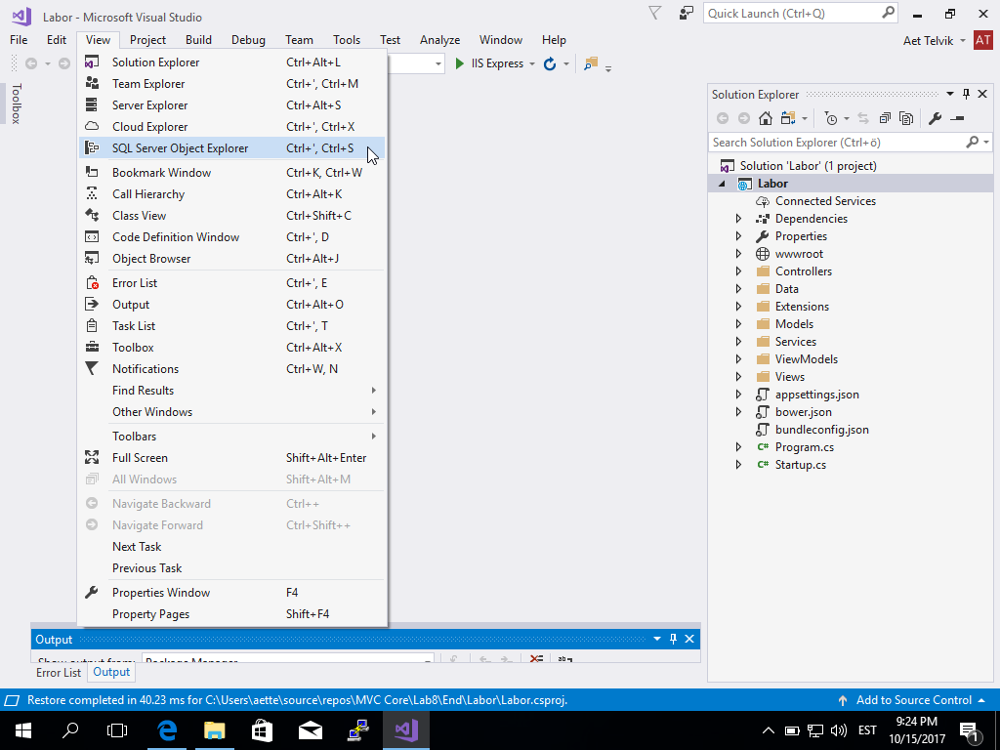 Labor - Microsoft Visual Studio
Quick Launch (Ctrl+Q)
File Edit View Project Build Debug Team Tools Test Analyze Window Help
Aet Telvik AT
IIS Express
Toolbox
Solution Explorer Ctrl+Alt+L
Team Explorer Ctrl+', Ctrl+M
Server Explorer Ctrl+Alt+S
Cloud Explorer Ctrl+', Ctrl+X
SQL Server Object Explorer Ctrl+', Ctrl+S
Bookmark Window Ctrl+K, Ctrl+W
Call Hierarchy Ctrl+Alt+K
Class View Ctrl+Shift+C
Code Definition Window Ctrl+', D
Object Browser Ctrl+Alt+J
Error List Ctrl+', E
Output Ctrl+Alt+O
Task List Ctrl+', T
Toolbox Ctrl+Alt+X
Notifications Ctrl+W, N
Find Results
Other Windows
Toolbars
Full Screen Shift+Alt+Enter
All Windows Shift+Alt+M
Navigate Backward Ctrl++
Navigate Forward Ctrl+Shift++
Next Task
Previous Task
Properties Window F4
Property Pages Shift+F4
Solution Explorer
Search Solution Explorer (Ctrl+ö)
Solution 'Labor' (1 project)
Labor
Connected Services
Dependencies
Properties
wwwroot
Controllers
Data
Extensions
Models
Services
ViewModels
Views
appsettings.json
bower.json
bundleconfig.json
C# Program.cs
C# Startup.cs
Output
Show output from: Package Manager
Error List Output
Restore completed in 40.23 ms for C:\Users\aette\source\repos\MVC Core\Lab8\End\Labor\Labor.csproj.
Add to Source Control
EST
9:24 PM
10/15/2017
1